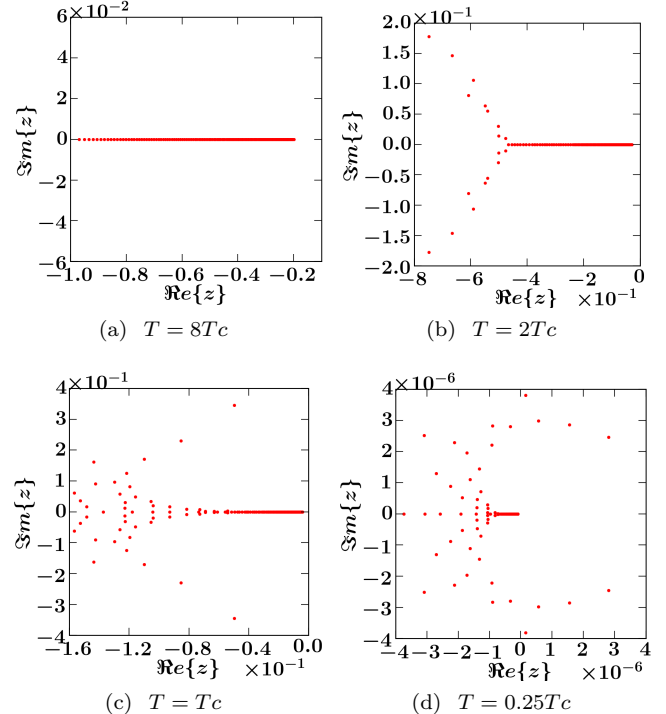 6 ×10−2
4
2
0
−2
−4
−6
ℑm{z}
−1.0 −0.8 −0.6 −0.4 −0.2
ℜe{z}
(a) T = 8Tc
2.0 ×10−1
1.5
1.0
0.5
0.0
−0.5
−1.0
−1.5
−2.0
ℑm{z}
−8 −6 −4 −2 0
ℜe{z} ×10−1
(b) T = 2Tc
4 ×10−1
3
2
1
0
−1
−2
−3
−4
ℑm{z}
−1.6 −1.2 −0.8 −0.4 0.0
ℜe{z} ×10−1
(c) T = Tc
4 ×10−6
3
2
1
0
−1
−2
−3
−4
ℑm{z}
−4 −3 −2 −1 0 1 2 3 4
ℜe{z} ×10−6
(d) T = 0.25Tc